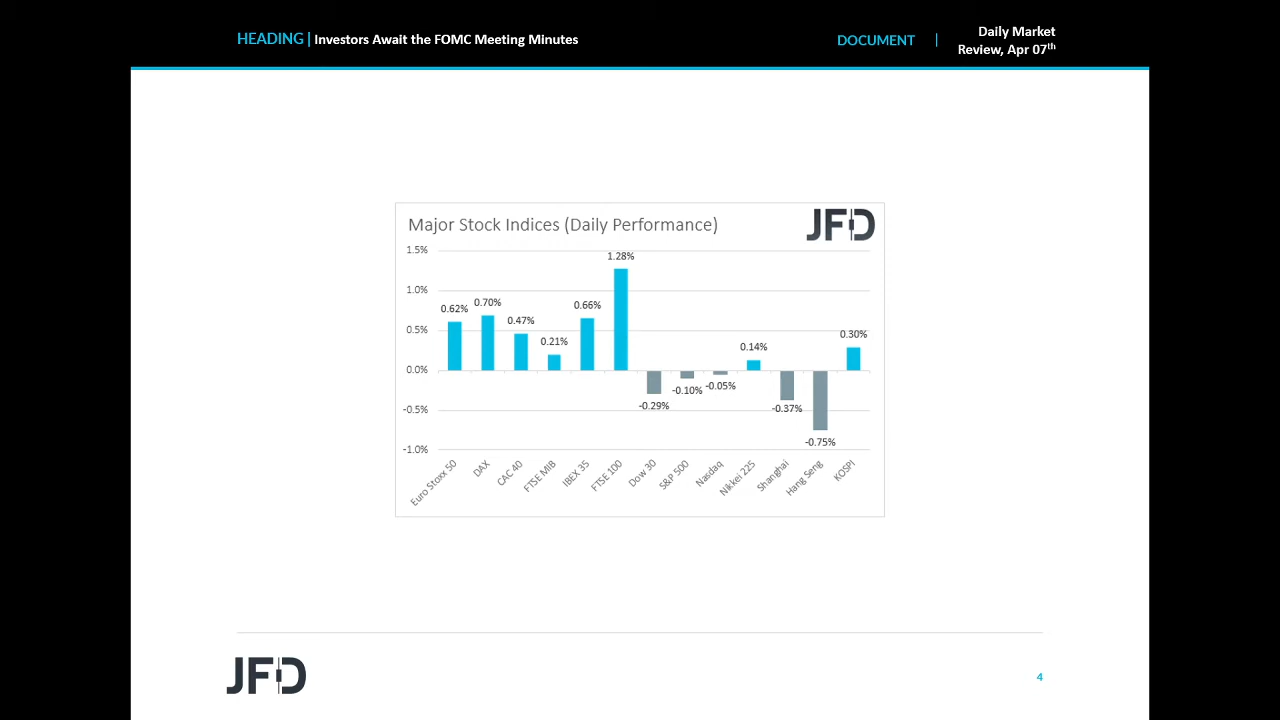 HEADING | Investors Await the FOMC Meeting Minutes
DOCUMENT |
Daily Market
Review, Apr 07th
Major Stock Indices (Daily Performance)
JFD
1.5%
1.0%
0.5%
0.0%
-0.5%
-1.0%
0.62%
0.70%
0.47%
0.21%
0.66%
1.28%
-0.29%
-0.10%
-0.05%
0.14%
-0.37%
-0.75%
0.30%
Euro Stoxx 50
DAX
CAC 40
FTSE MIB
IBEX 35
FTSE 100
Dow 30
S&P 500
Nasdaq
Nikkei 225
Shanghai
Hang Seng
KOSPI
JFD
4